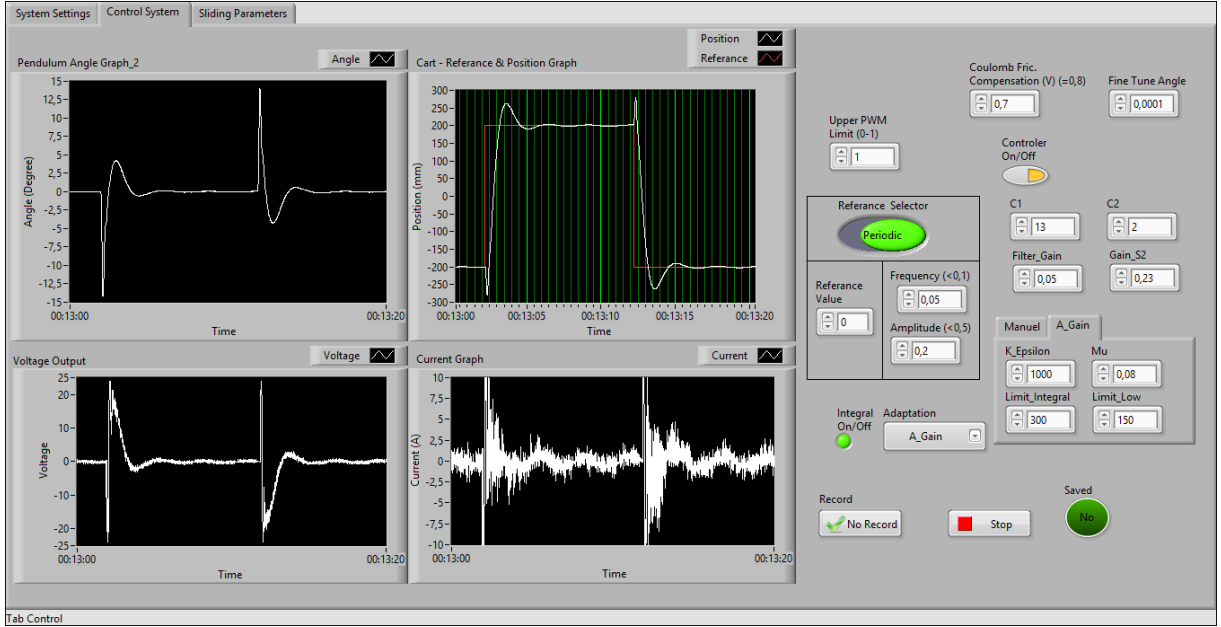 System Settings
Control System
Sliding Parameters
Pendulum Angle Graph_2
Angle
Angle (Degree)
15
12,5
10
7,5
5
2,5
0
-2,5
-5
-7,5
-10
-12,5
-15
00:13:00
00:13:20
Time
Position
Referance
Cart - Referance & Position Graph
Position (mm)
300
250
200
150
100
50
0
-50
-100
-150
-200
-250
-300
00:13:00
00:13:05
00:13:10
00:13:15
00:13:20
Time
Voltage Output
Voltage
Voltage
25
20
10
0
-10
-20
-25
00:13:00
00:13:20
Time
Current Graph
Current
Current (A)
10
7,5
5
2,5
0
-2,5
-5
-7,5
-10
00:13:00
00:13:20
Time
Coulomb Fric.
Compensation (V) (=0,8)
0,7
Fine Tune Angle
0,0001
Upper PWM
Limit (0-1)
1
Controler
On/Off
Referance Selector
Periodic
C1
13
C2
2
Filter_Gain
0,05
Gain_S2
0,23
Referance
Value
0
Frequency (<0,1)
0,05
Amplitude (<0,5)
0,2
Manuel
A_Gain
K_Epsilon
1000
Mu
0,08
Limit_Integral
300
Limit_Low
150
Integral
On/Off
Adaptation
A_Gain
Record
No Record
Stop
Saved
No
Tab Control